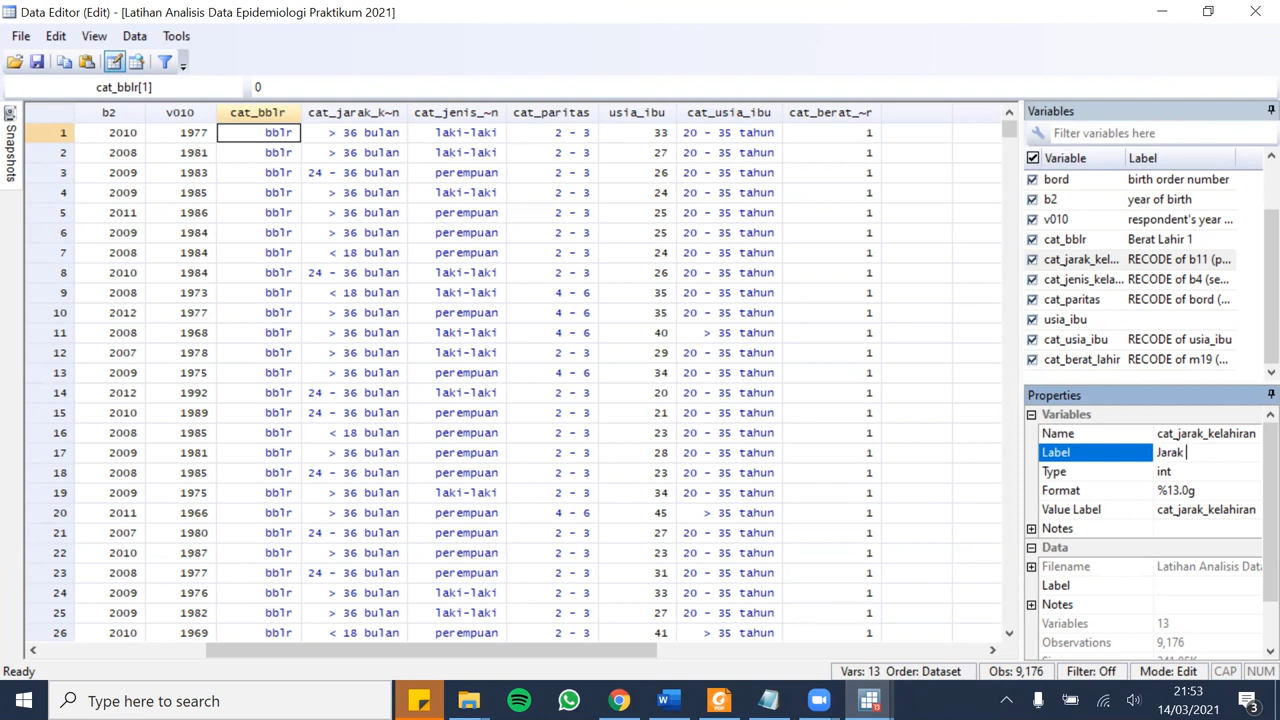 Data Editor (Edit) - [Latihan Analisis Data Epidemiologi Praktikum 2021]
File Edit View Data Tools
cat_bblr[1] 0
Snapshots
b2 v010 cat_bblr cat_jarak_k~n cat_jenis_~n cat_paritas usia_ibu cat_usia_ibu cat_berat_~r
1 2010 1977 bblr > 36 bulan laki-laki 2 - 3 33 20 - 35 tahun 1
2 2008 1981 bblr > 36 bulan laki-laki 2 - 3 27 20 - 35 tahun 1
3 2009 1983 bblr 24 - 36 bulan perempuan 2 - 3 26 20 - 35 tahun 1
4 2009 1985 bblr > 36 bulan laki-laki 2 - 3 24 20 - 35 tahun 1
5 2011 1986 bblr > 36 bulan perempuan 2 - 3 25 20 - 35 tahun 1
6 2009 1984 bblr > 36 bulan perempuan 2 - 3 25 20 - 35 tahun 1
7 2008 1984 bblr < 18 bulan perempuan 2 - 3 24 20 - 35 tahun 1
8 2010 1984 bblr 24 - 36 bulan laki-laki 2 - 3 26 20 - 35 tahun 1
9 2008 1973 bblr < 18 bulan laki-laki 4 - 6 35 20 - 35 tahun 1
10 2012 1977 bblr > 36 bulan laki-laki 4 - 6 35 20 - 35 tahun 1
11 2008 1968 bblr > 36 bulan laki-laki 4 - 6 40 > 35 tahun 1
12 2007 1978 bblr > 36 bulan laki-laki 2 - 3 29 20 - 35 tahun 1
13 2009 1975 bblr > 36 bulan perempuan 4 - 6 34 20 - 35 tahun 1
14 2012 1992 bblr 24 - 36 bulan laki-laki 2 - 3 20 20 - 35 tahun 1
15 2010 1989 bblr 24 - 36 bulan perempuan 2 - 3 21 20 - 35 tahun 1
16 2008 1985 bblr < 18 bulan laki-laki 2 - 3 23 20 - 35 tahun 1
17 2009 1981 bblr > 36 bulan perempuan 2 - 3 28 20 - 35 tahun 1
18 2008 1985 bblr 24 - 36 bulan perempuan 2 - 3 23 20 - 35 tahun 1
19 2009 1975 bblr > 36 bulan laki-laki 2 - 3 34 20 - 35 tahun 1
20 2011 1966 bblr > 36 bulan perempuan 4 - 6 45 > 35 tahun 1
21 2007 1980 bblr 24 - 36 bulan perempuan 2 - 3 27 20 - 35 tahun 1
22 2010 1987 bblr > 36 bulan perempuan 2 - 3 23 20 - 35 tahun 1
23 2008 1977 bblr 24 - 36 bulan perempuan 2 - 3 31 20 - 35 tahun 1
24 2009 1976 bblr > 36 bulan laki-laki 2 - 3 33 20 - 35 tahun 1
25 2009 1982 bblr > 36 bulan laki-laki 2 - 3 27 20 - 35 tahun 1
26 2010 1969 bblr < 18 bulan perempuan 2 - 3 41 > 35 tahun 1
Variables
Filter variables here
Variable Label
bord birth order number
b2 year of birth
v010 respondent's year ...
cat_bblr Berat Lahir 1
cat_jarak_kel... RECODE of b11 (p...
cat_jenis_kela... RECODE of b4 (se...
cat_paritas RECODE of bord (...
usia_ibu
cat_usia_ibu RECODE of usia_ibu
cat_berat_lahir RECODE of m19 (...
Properties
Variables
Name cat_jarak_kelahiran
Label Jarak
Type int
Format %13.0g
Value Label cat_jarak_kelahiran
Notes
Data
Filename Latihan Analisis Data
Label
Notes
Variables 13
Observations 9,176
Ready Vars: 13 Order: Dataset Obs: 9,176 Filter: Off Mode: Edit CAP NUM
Type here to search
21:53
14/03/2021
3